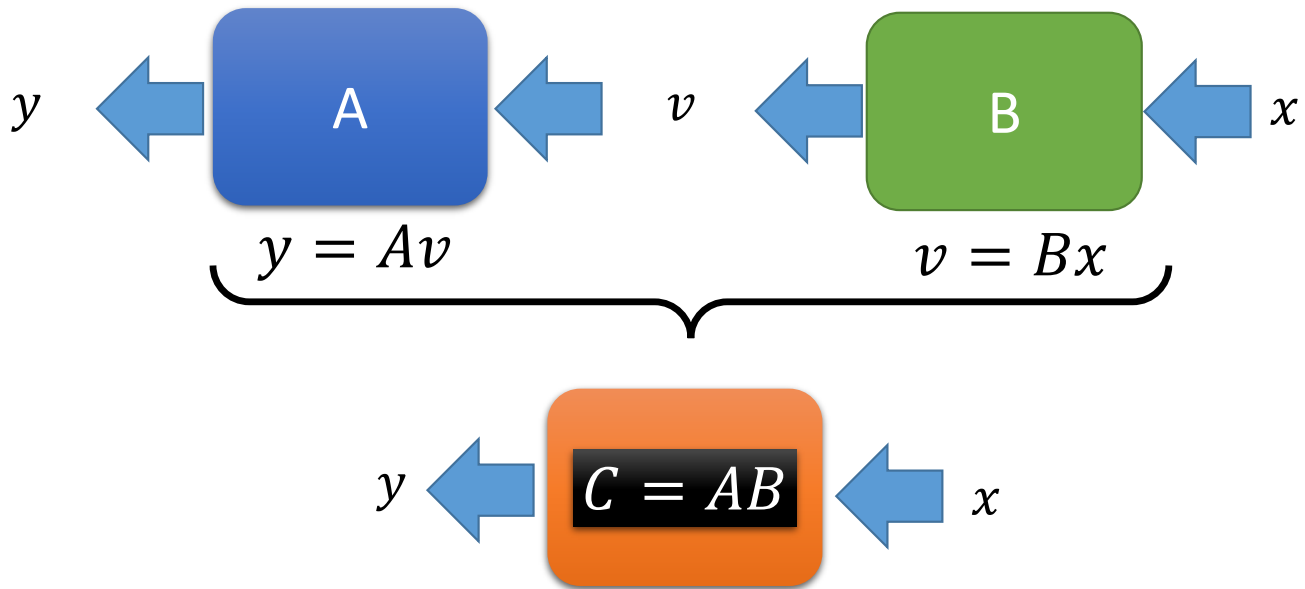 y A v B x
y = Av v = Bx
y C = AB x